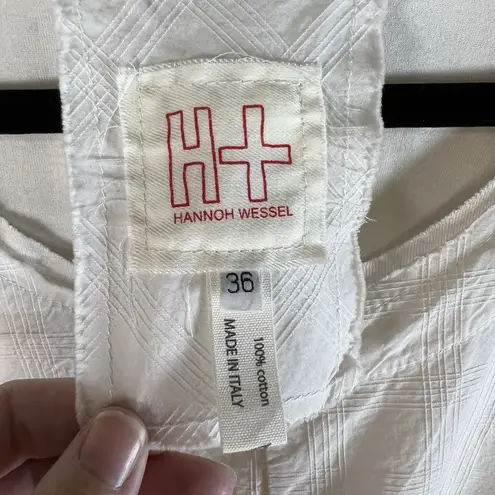 H+
HANNOH WESSEL
36
100% cotton
MADE IN ITALY